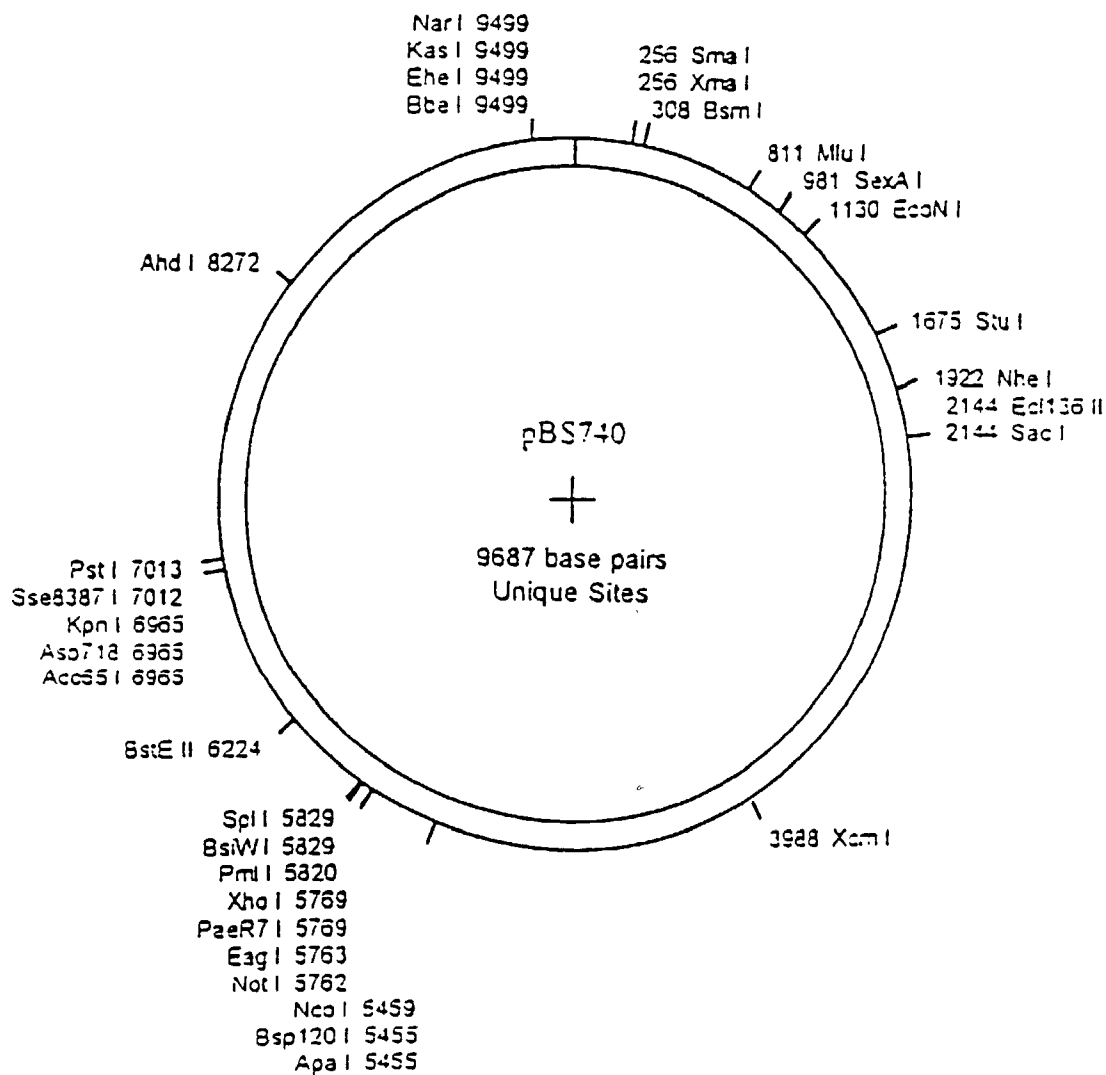 Nar I 9499
Kas I 9499
Ehe I 9499
Bbe I 9499
256 Sma I
256 Xma I
308 Bsm I
811 Mlu I
981 SexA I
1130 EcoN I
Ahd I 8272
1675 Stu I
1922 Nhe I
2144 Ecl136 II
2144 Sac I
pBS740
9687 base pairs
Unique Sites
Pst I 7013
Sse8387 I 7012
Kpn I 6965
Asp718 6965
Acc65 I 6965
BstE II 6224
3988 Xcm I
Spl I 5829
BsiW I 5829
Pml I 5820
Xho I 5769
PaeR7 I 5769
Eag I 5763
Not I 5762
Nco I 5459
Bsp120 I 5455
Apa I 5455